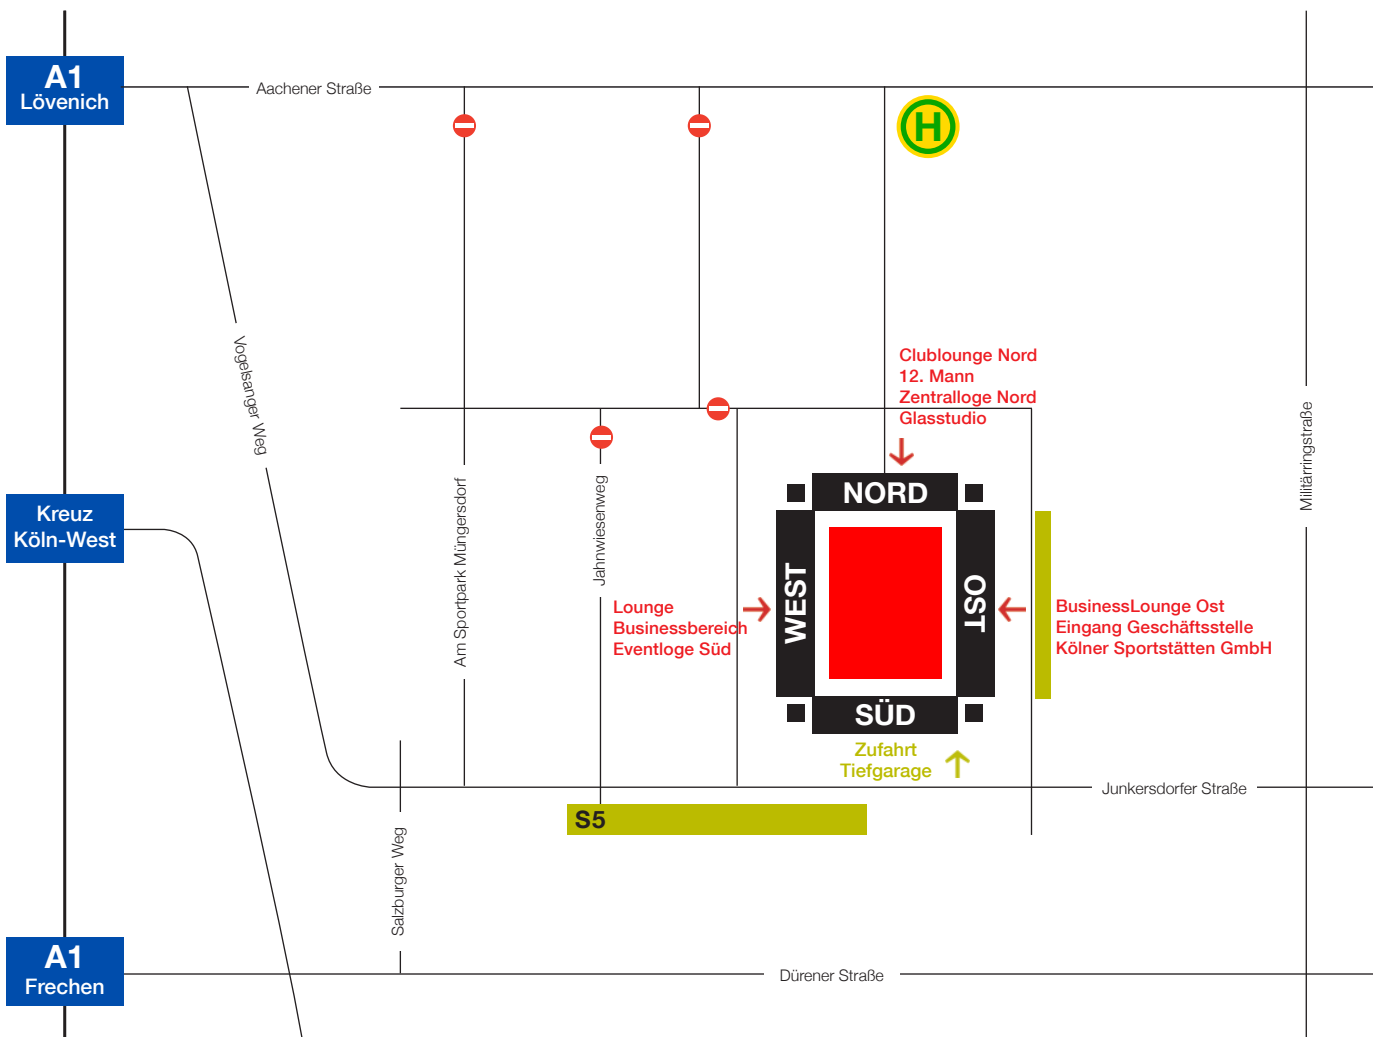 A1
Lövenich
Aachener Straße
H
Vogelsanger Weg
Clublounge Nord
12. Mann
Zentralloge Nord
Glasstudio
Militärringstraße
Kreuz
Köln-West
Am Sportpark Müngersdorf
Jahnwiesenweg
NORD
WEST
OST
SÜD
Lounge
Businessbereich
Eventloge Süd
BusinessLounge Ost
Eingang Geschäftsstelle
Kölner Sportstätten GmbH
Zufahrt
Tiefgarage
Junkersdorfer Straße
S5
Salzburger Weg
A1
Frechen
Dürener Straße